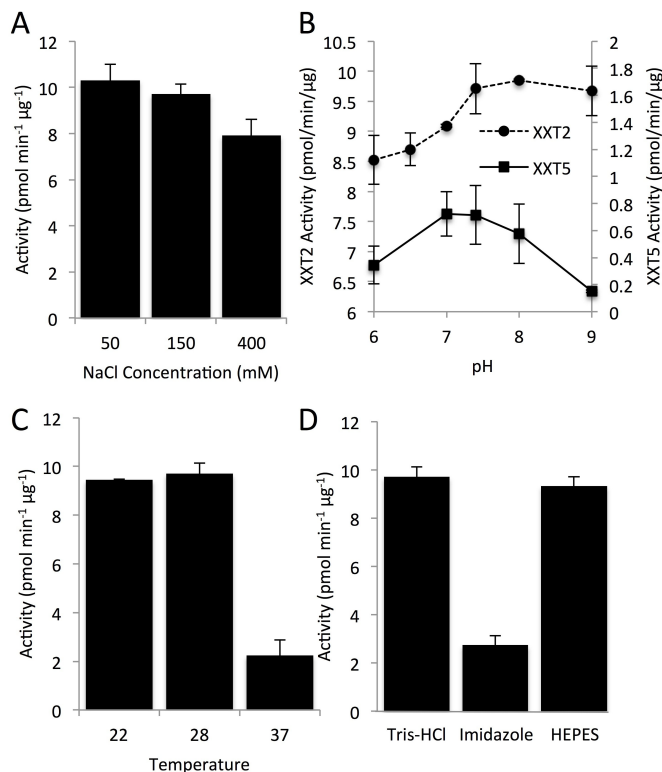 A
12
10
8
6
4
2
0
Activity (pmol min⁻¹ µg⁻¹)
50 150 400
NaCl Concentration (mM)
B
10.5
10
9.5
9
8.5
8
7.5
7
6.5
6
XXT2 Activity (pmol/min/µg)
2
1.8
1.6
1.4
1.2
1
0.8
0.6
0.4
0.2
0
XXT5 Activity (pmol/min/µg)
XXT2
XXT5
6 7 8 9
pH
C
12
10
8
6
4
2
0
Activity (pmol min⁻¹ µg⁻¹)
22 28 37
Temperature
D
12
10
8
6
4
2
0
Activity (pmol min⁻¹ µg⁻¹)
Tris-HCl Imidazole HEPES